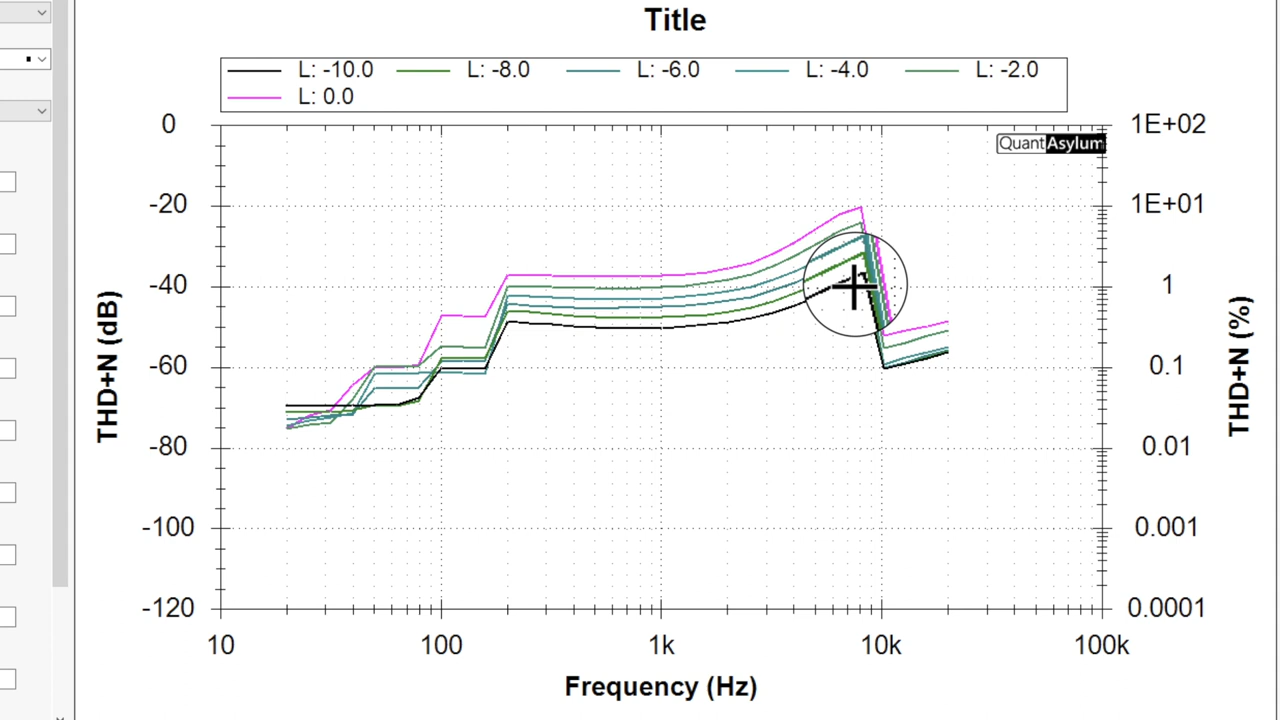 Title
L: -10.0 L: -8.0 L: -6.0 L: -4.0 L: -2.0
L: 0.0
0 1E+02
QuantAsylum
-20 1E+01
-40 1
-60 0.1
-80 0.01
-100 0.001
-120 0.0001
THD+N (dB)
THD+N (%)
10 100 1k 10k 100k
Frequency (Hz)